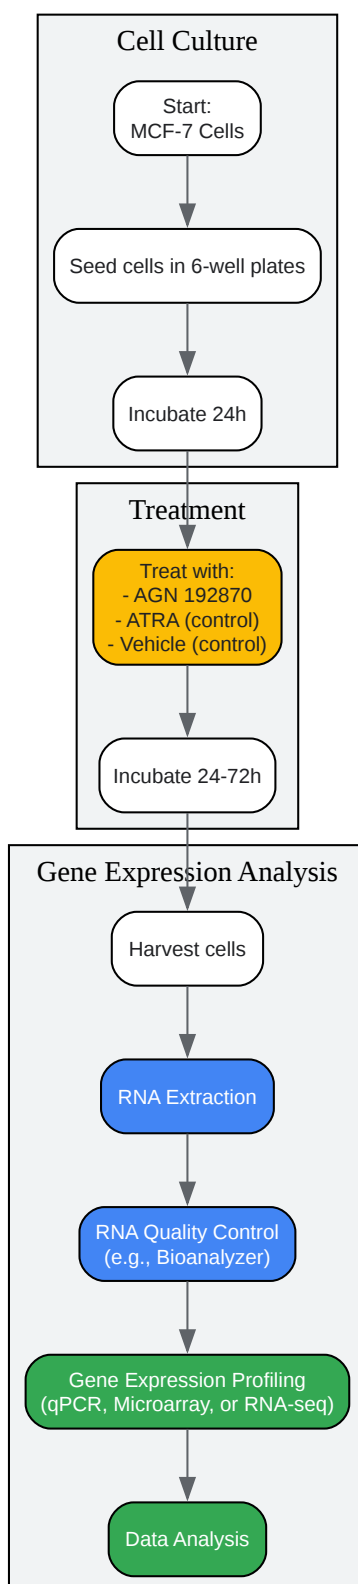 Cell Culture
Start:
MCF-7 Cells
Seed cells in 6-well plates
Incubate 24h
Treatment
Treat with:
- AGN 192870
- ATRA (control)
- Vehicle (control)
Incubate 24-72h
Gene Expression Analysis
Harvest cells
RNA Extraction
RNA Quality Control
(e.g., Bioanalyzer)
Gene Expression Profiling
(qPCR, Microarray, or RNA-seq)
Data Analysis